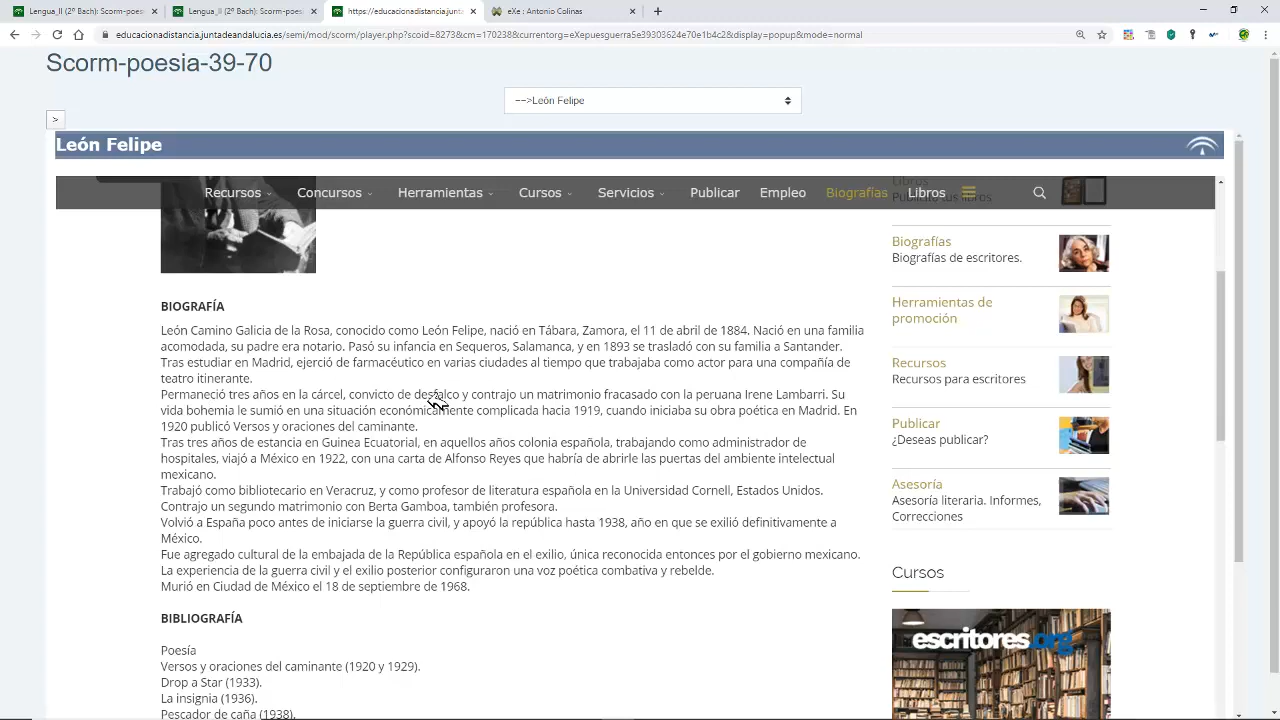 Lengua_II (2º Bach): Scorm-poesi
Lengua_II (2º Bach): Scorm-poesi
https://educacionadistancia.junta
eXe : Antonio Colinas
educacionadistancia.juntadeandalucia.es/semi/mod/scorm/player.php?scoid=8273&cm=170238&currentorg=eXepuesguerra5e39303624e70e1b4c2&display=popup&mode=normal
Scorm-poesia-39-70
-->León Felipe
>
León Felipe
Recursos Concursos Herramientas Cursos Servicios Publicar Empleo Biografías Libros
Libros
Publicite tus libros
Biografías
Biografías de escritores.
Herramientas de
promoción
Recursos
Recursos para escritores
Publicar
¿Deseas publicar?
Asesoría
Asesoría literaria. Informes,
Correcciones
Cursos
escritores.org
BIOGRAFÍA
León Camino Galicia de la Rosa, conocido como León Felipe, nació en Tábara, Zamora, el 11 de abril de 1884. Nació en una familia
acomodada, su padre era notario. Pasó su infancia en Sequeros, Salamanca, y en 1893 se trasladó con su familia a Santander.
Tras estudiar en Madrid, ejerció de farmacéutico en varias ciudades al tiempo que trabajaba como actor para una compañía de
teatro itinerante.
Permaneció tres años en la cárcel, convicto de desfalco y contrajo un matrimonio fracasado con la peruana Irene Lambarri. Su
vida bohemia le sumió en una situación económicamente complicada hacia 1919, cuando iniciaba su obra poética en Madrid. En
1920 publicó Versos y oraciones del caminante.
Tras tres años de estancia en Guinea Ecuatorial, en aquellos años colonia española, trabajando como administrador de
hospitales, viajó a México en 1922, con una carta de Alfonso Reyes que habría de abrirle las puertas del ambiente intelectual
mexicano.
Trabajó como bibliotecario en Veracruz, y como profesor de literatura española en la Universidad Cornell, Estados Unidos.
Contrajo un segundo matrimonio con Berta Gamboa, también profesora.
Volvió a España poco antes de iniciarse la guerra civil, y apoyó la república hasta 1938, año en que se exilió definitivamente a
México.
Fue agregado cultural de la embajada de la República española en el exilio, única reconocida entonces por el gobierno mexicano.
La experiencia de la guerra civil y el exilio posterior configuraron una voz poética combativa y rebelde.
Murió en Ciudad de México el 18 de septiembre de 1968.
BIBLIOGRAFÍA
Poesía
Versos y oraciones del caminante (1920 y 1929).
Drop a Star (1933).
La insignia (1936).
Pescador de caña (1938).